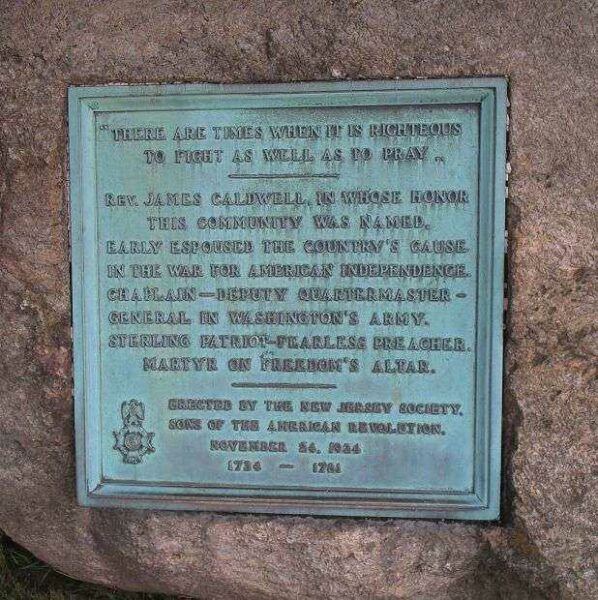 "THERE ARE TIMES WHEN IT IS RIGHTEOUS
TO FIGHT AS WELL AS TO PRAY"
REV. JAMES CALDWELL, IN WHOSE HONOR
THIS COMMUNITY WAS NAMED,
EARLY ESPOUSED THE COUNTRY'S CAUSE
IN THE WAR FOR AMERICAN INDEPENDENCE.
CHAPLAIN—DEPUTY QUARTERMASTER-
GENERAL IN WASHINGTON'S ARMY.
STERLING PATRIOT-FEARLESS PREACHER.
MARTYR ON FREEDOM'S ALTAR.
ERECTED BY THE NEW JERSEY SOCIETY,
SONS OF THE AMERICAN REVOLUTION.
NOVEMBER 24, 1934
1734 — 1781